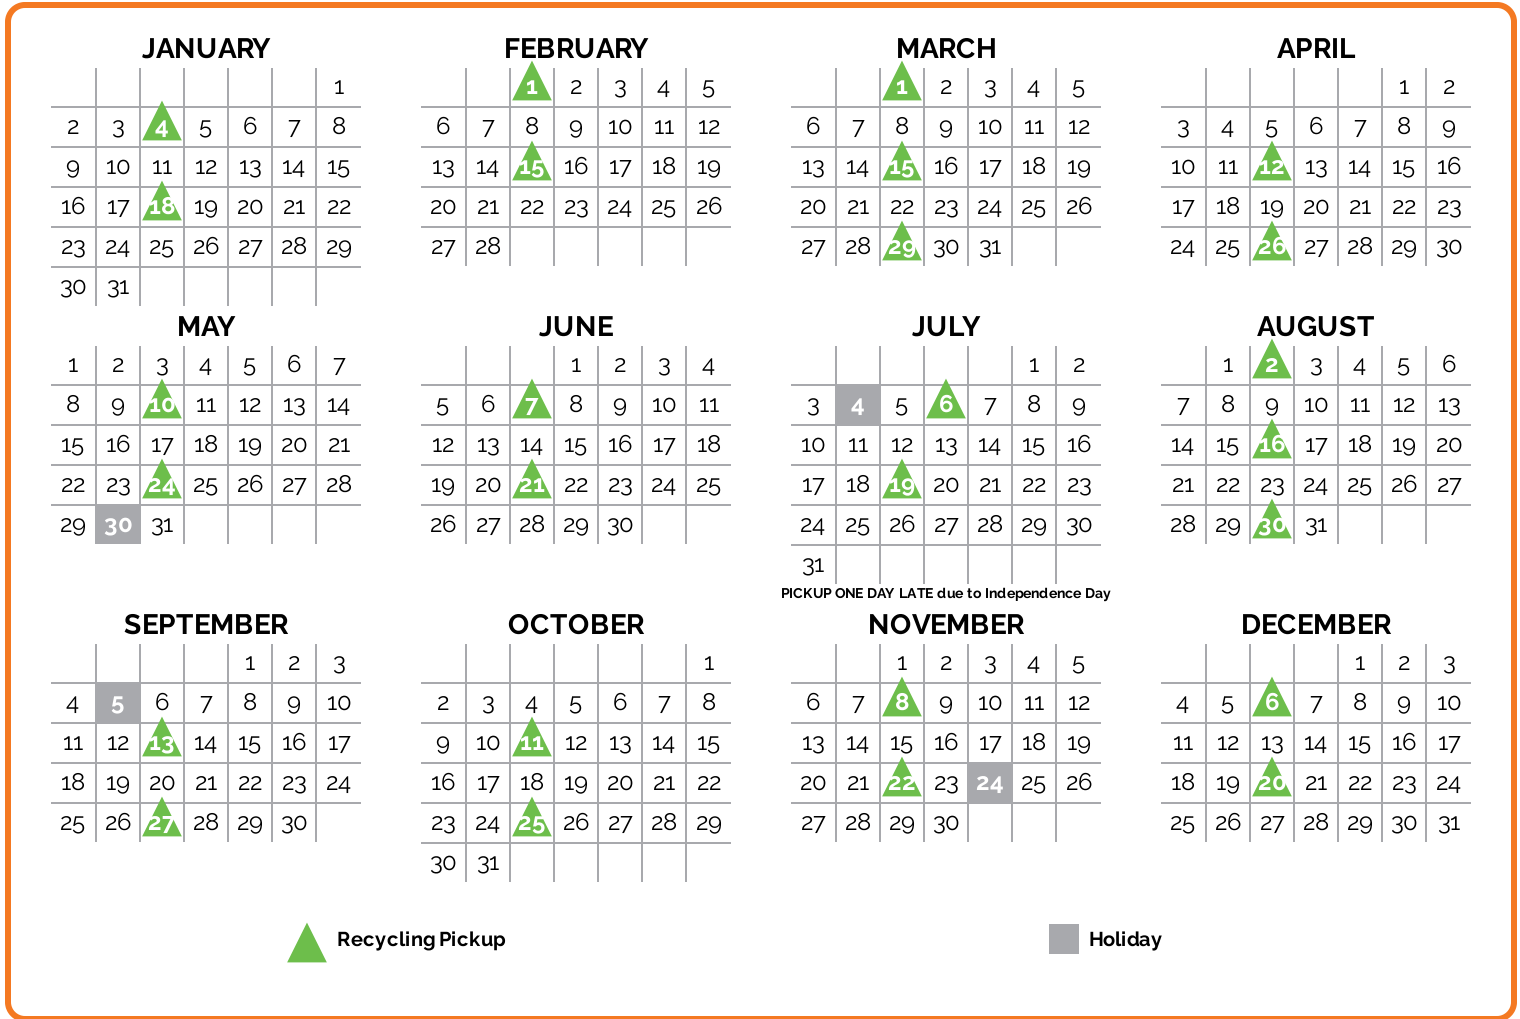 JANUARY
1
2 3 4 5 6 7 8
9 10 11 12 13 14 15
16 17 18 19 20 21 22
23 24 25 26 27 28 29
30 31
FEBRUARY
1 2 3 4 5
6 7 8 9 10 11 12
13 14 15 16 17 18 19
20 21 22 23 24 25 26
27 28
MARCH
1 2 3 4 5
6 7 8 9 10 11 12
13 14 15 16 17 18 19
20 21 22 23 24 25 26
27 28 29 30 31
APRIL
1 2
3 4 5 6 7 8 9
10 11 12 13 14 15 16
17 18 19 20 21 22 23
24 25 26 27 28 29 30
MAY
1 2 3 4 5 6 7
8 9 10 11 12 13 14
15 16 17 18 19 20 21
22 23 24 25 26 27 28
29 30 31
JUNE
1 2 3 4
5 6 7 8 9 10 11
12 13 14 15 16 17 18
19 20 21 22 23 24 25
26 27 28 29 30
JULY
1 2
3 4 5 6 7 8 9
10 11 12 13 14 15 16
17 18 19 20 21 22 23
24 25 26 27 28 29 30
31
PICKUP ONE DAY LATE due to Independence Day
AUGUST
1 2 3 4 5 6
7 8 9 10 11 12 13
14 15 16 17 18 19 20
21 22 23 24 25 26 27
28 29 30 31
SEPTEMBER
1 2 3
4 5 6 7 8 9 10
11 12 13 14 15 16 17
18 19 20 21 22 23 24
25 26 27 28 29 30
OCTOBER
1
2 3 4 5 6 7 8
9 10 11 12 13 14 15
16 17 18 19 20 21 22
23 24 25 26 27 28 29
30 31
NOVEMBER
1 2 3 4 5
6 7 8 9 10 11 12
13 14 15 16 17 18 19
20 21 22 23 24 25 26
27 28 29 30
DECEMBER
1 2 3
4 5 6 7 8 9 10
11 12 13 14 15 16 17
18 19 20 21 22 23 24
25 26 27 28 29 30 31
Recycling Pickup
Holiday